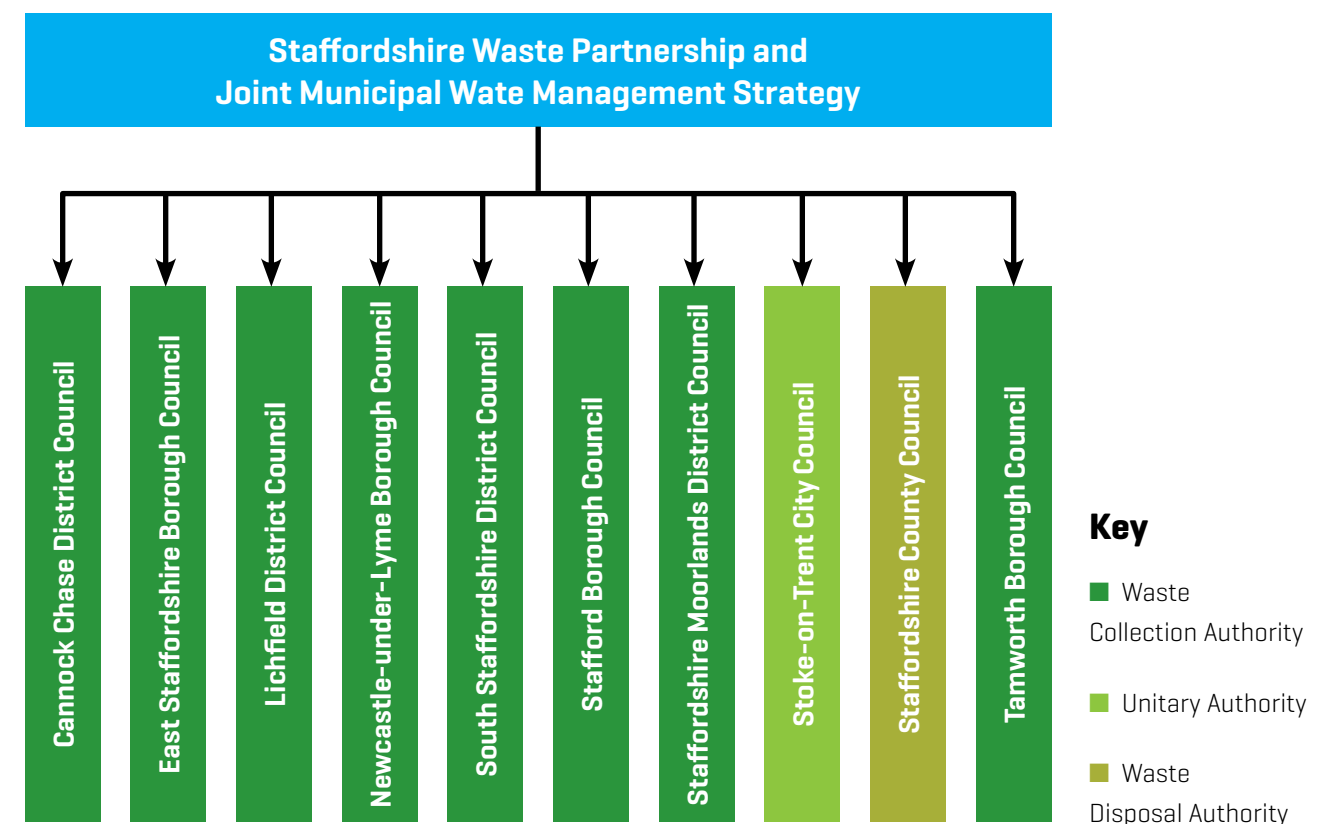 Staffordshire Waste Partnership and
Joint Municipal Wate Management Strategy
Cannock Chase District Council
East Staffordshire Borough Council
Lichfield District Council
Newcastle-under-Lyme Borough Council
South Staffordshire District Council
Stafford Borough Council
Staffordshire Moorlands District Council
Stoke-on-Trent City Council
Staffordshire County Council
Tamworth Borough Council
Key
Waste
Collection Authority
Unitary Authority
Waste
Disposal Authority